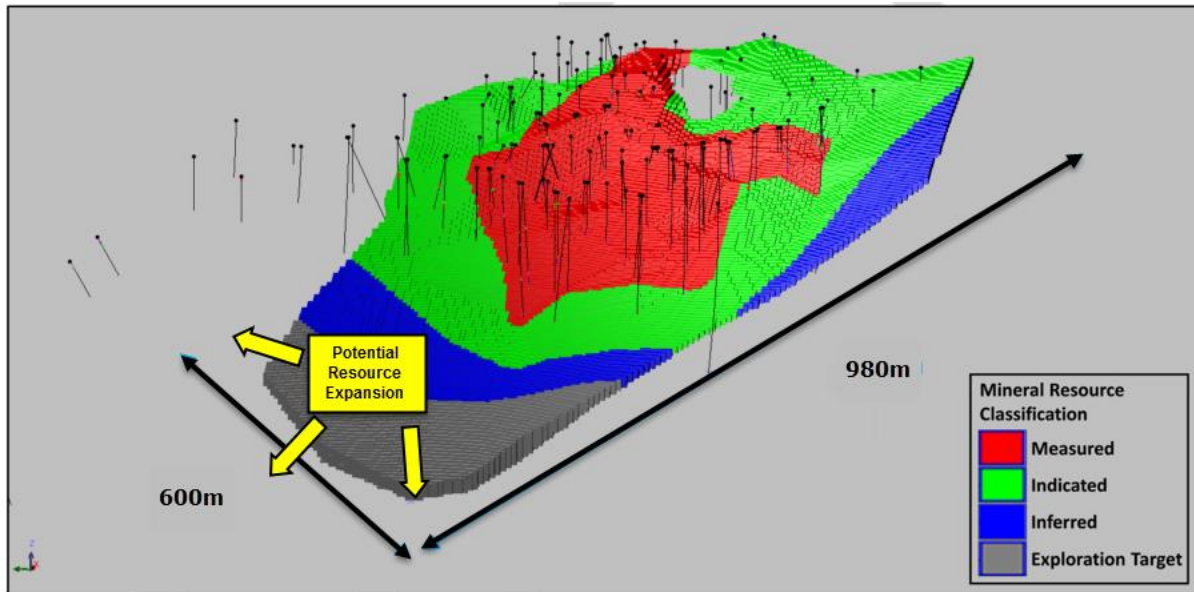 Potential
Resource
Expansion
980m
600m
Mineral Resource
Classification
Measured
Indicated
Inferred
Exploration Target
Z
X